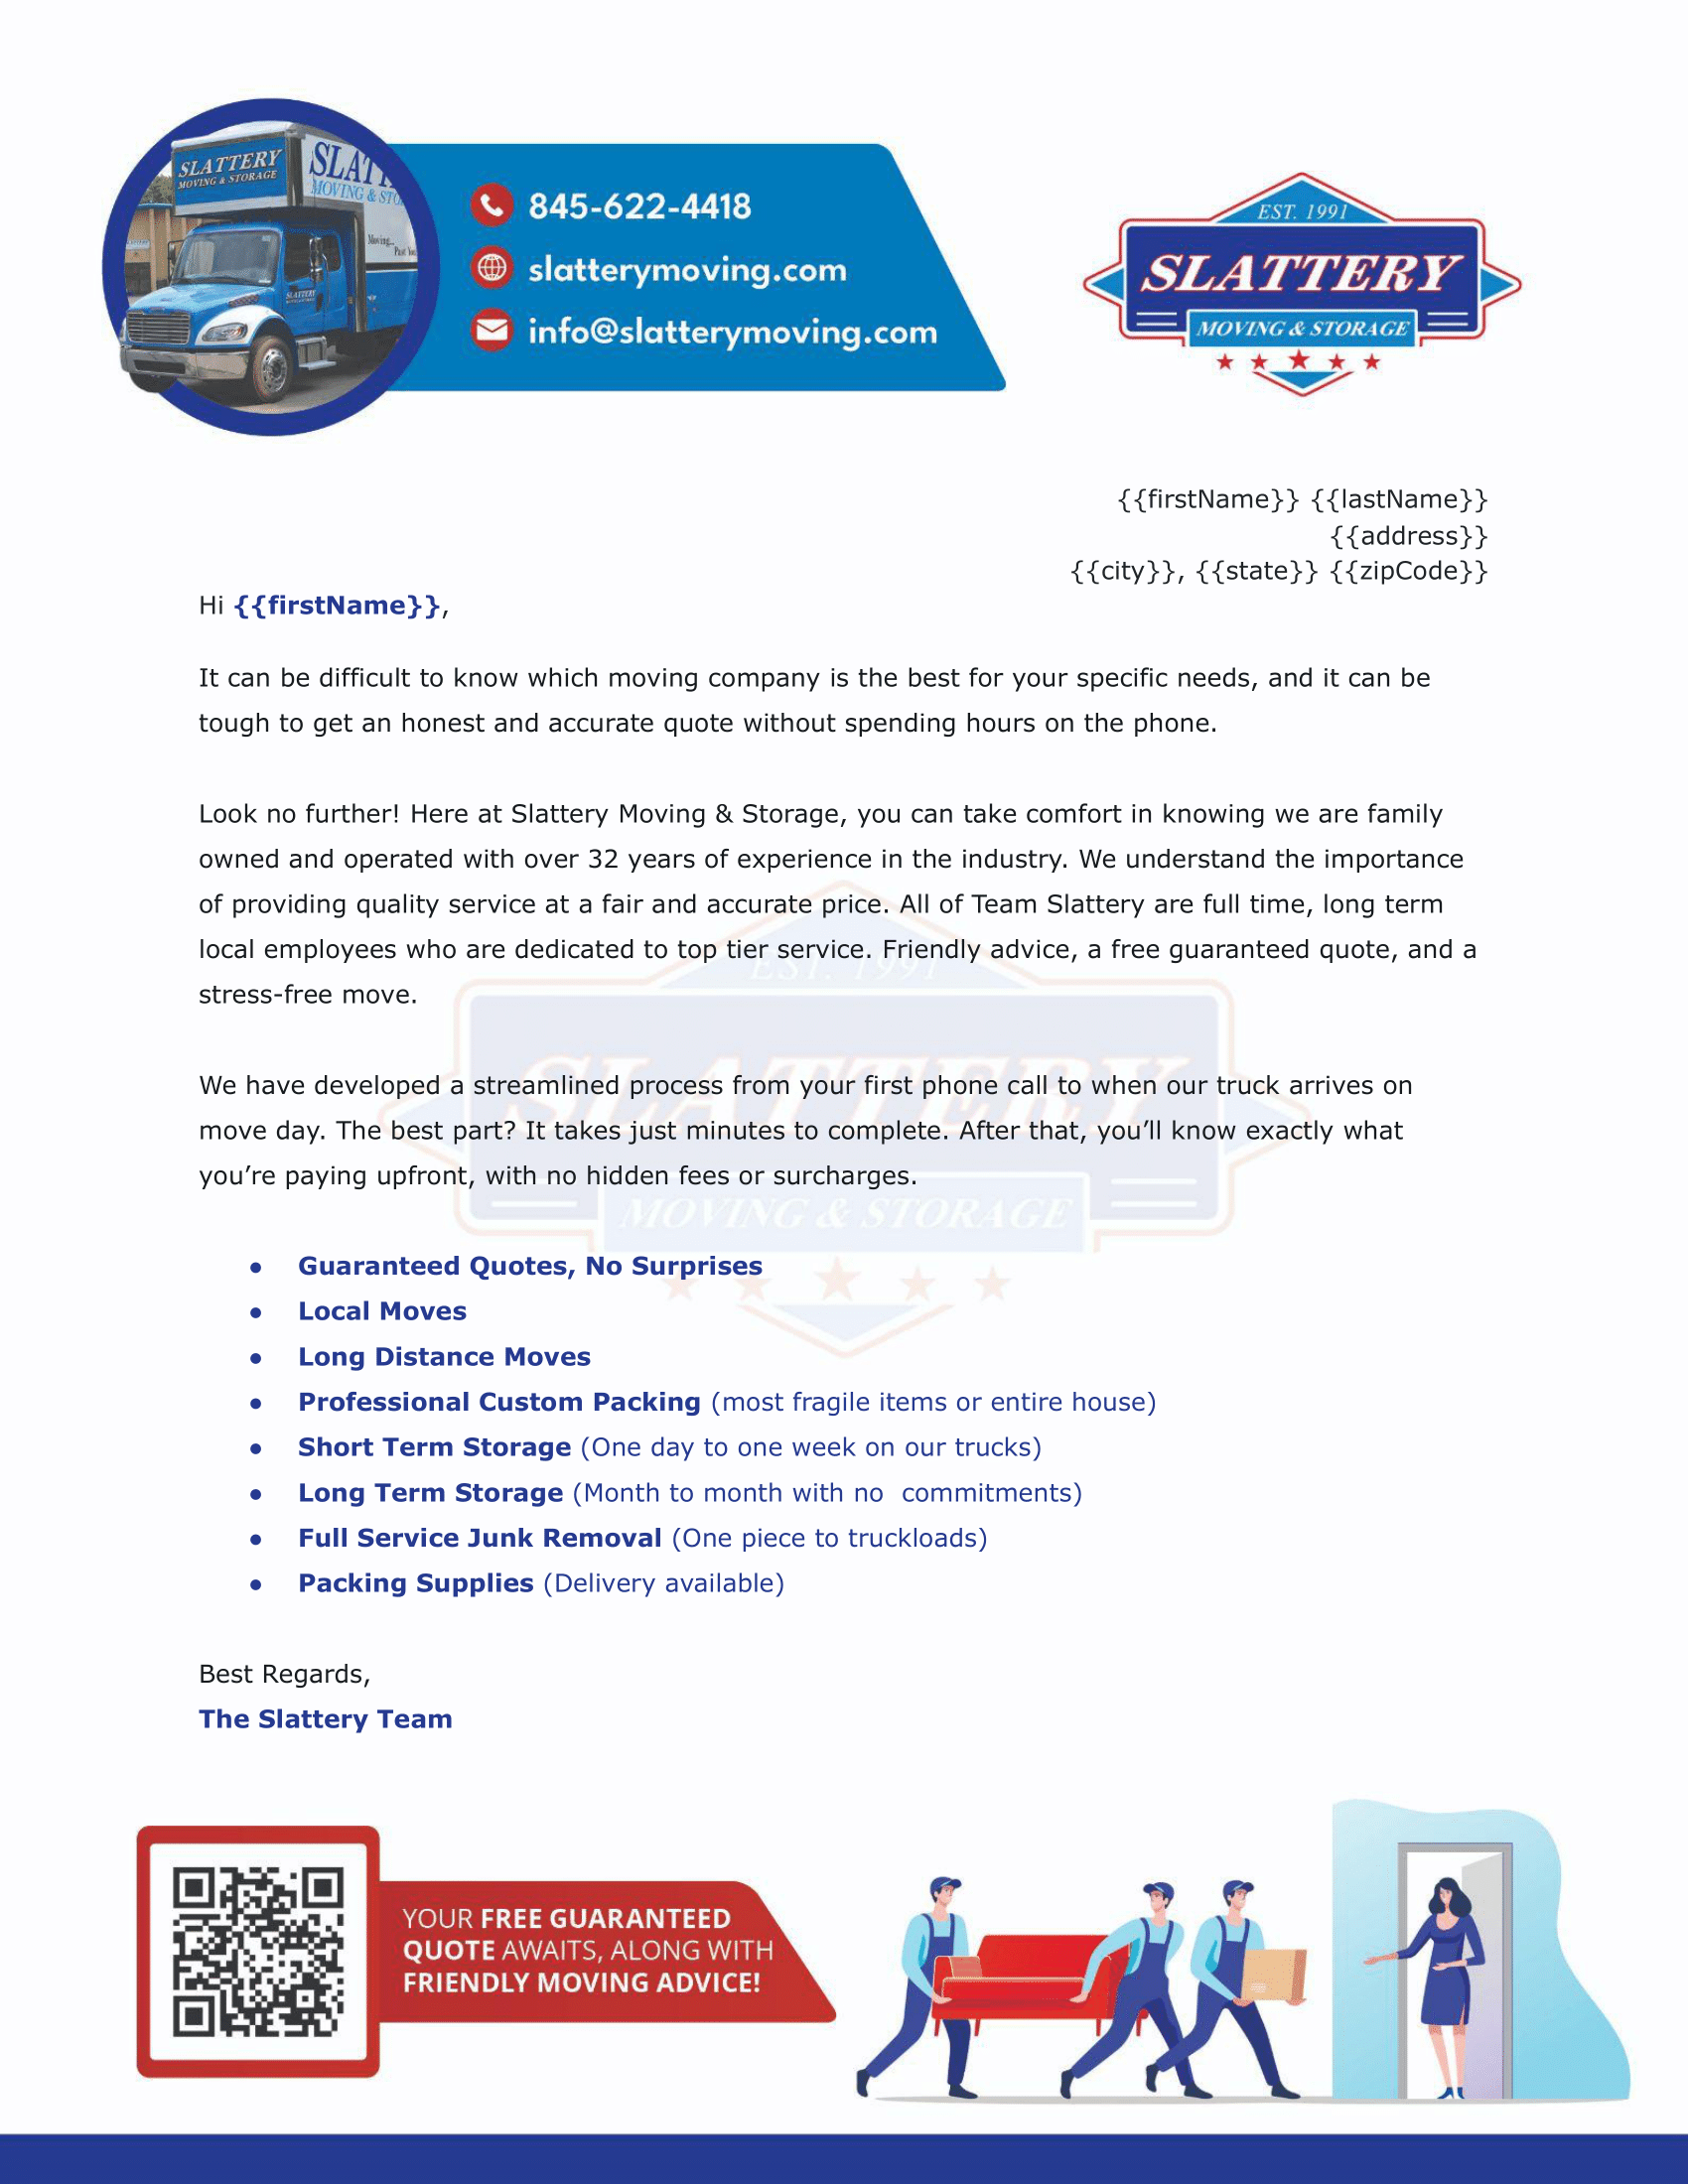 SLATTERY
MOVING & STORAGE
SLATT
MOVING & STO
Moving...
SLATTERY
845-622-4418
slatterymoving.com
info@slatterymoving.com
EST. 1991
SLATTERY
MOVING & STORAGE
{{firstName}} {{lastName}}
{{address}}
{{city}}, {{state}} {{zipCode}}
Hi {{firstName}},
It can be difficult to know which moving company is the best for your specific needs, and it can be
tough to get an honest and accurate quote without spending hours on the phone.
Look no further! Here at Slattery Moving & Storage, you can take comfort in knowing we are family
owned and operated with over 32 years of experience in the industry. We understand the importance
of providing quality service at a fair and accurate price. All of Team Slattery are full time, long term
local employees who are dedicated to top tier service. Friendly advice, a free guaranteed quote, and a
stress-free move.
EST. 1991
SLATTERY
MOVING & STORAGE
We have developed a streamlined process from your first phone call to when our truck arrives on
move day. The best part? It takes just minutes to complete. After that, you’ll know exactly what
you’re paying upfront, with no hidden fees or surcharges.
● Guaranteed Quotes, No Surprises
● Local Moves
● Long Distance Moves
● Professional Custom Packing (most fragile items or entire house)
● Short Term Storage (One day to one week on our trucks)
● Long Term Storage (Month to month with no  commitments)
● Full Service Junk Removal (One piece to truckloads)
● Packing Supplies (Delivery available)
Best Regards,
The Slattery Team
YOUR FREE GUARANTEED
QUOTE AWAITS, ALONG WITH
FRIENDLY MOVING ADVICE!